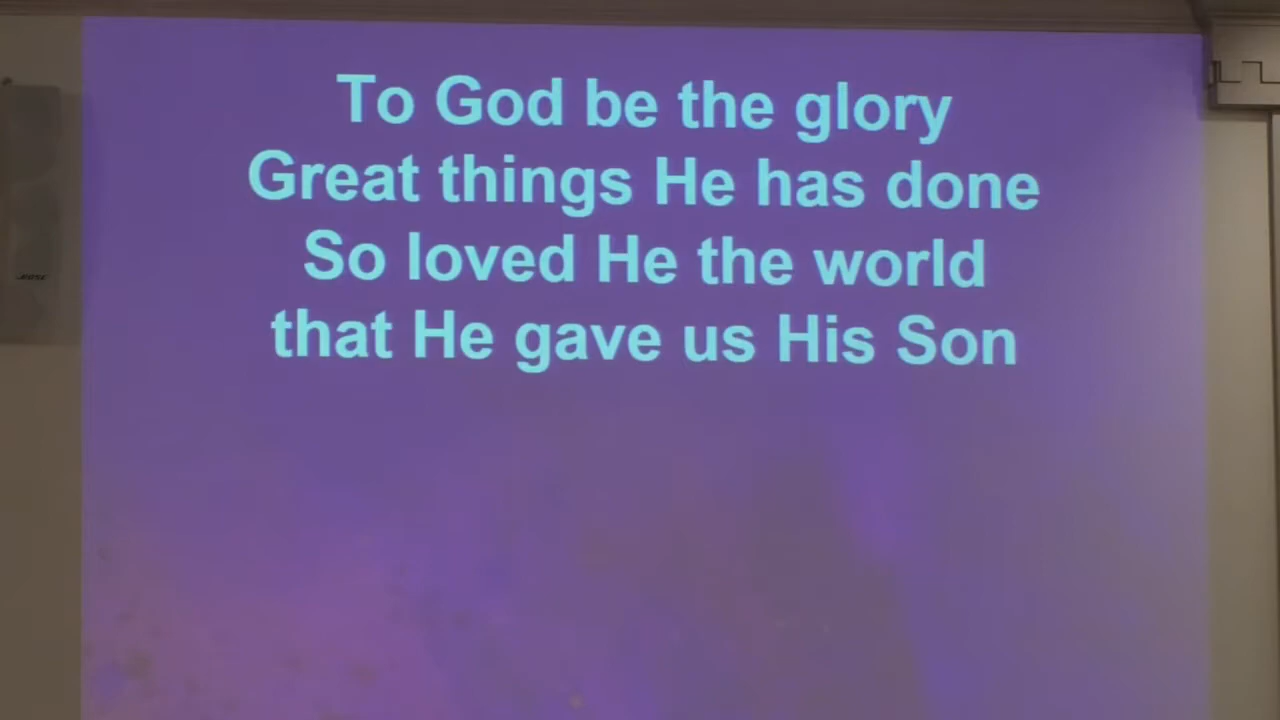 To God be the glory
Great things He has done
So loved He the world
that He gave us His Son
BOSE